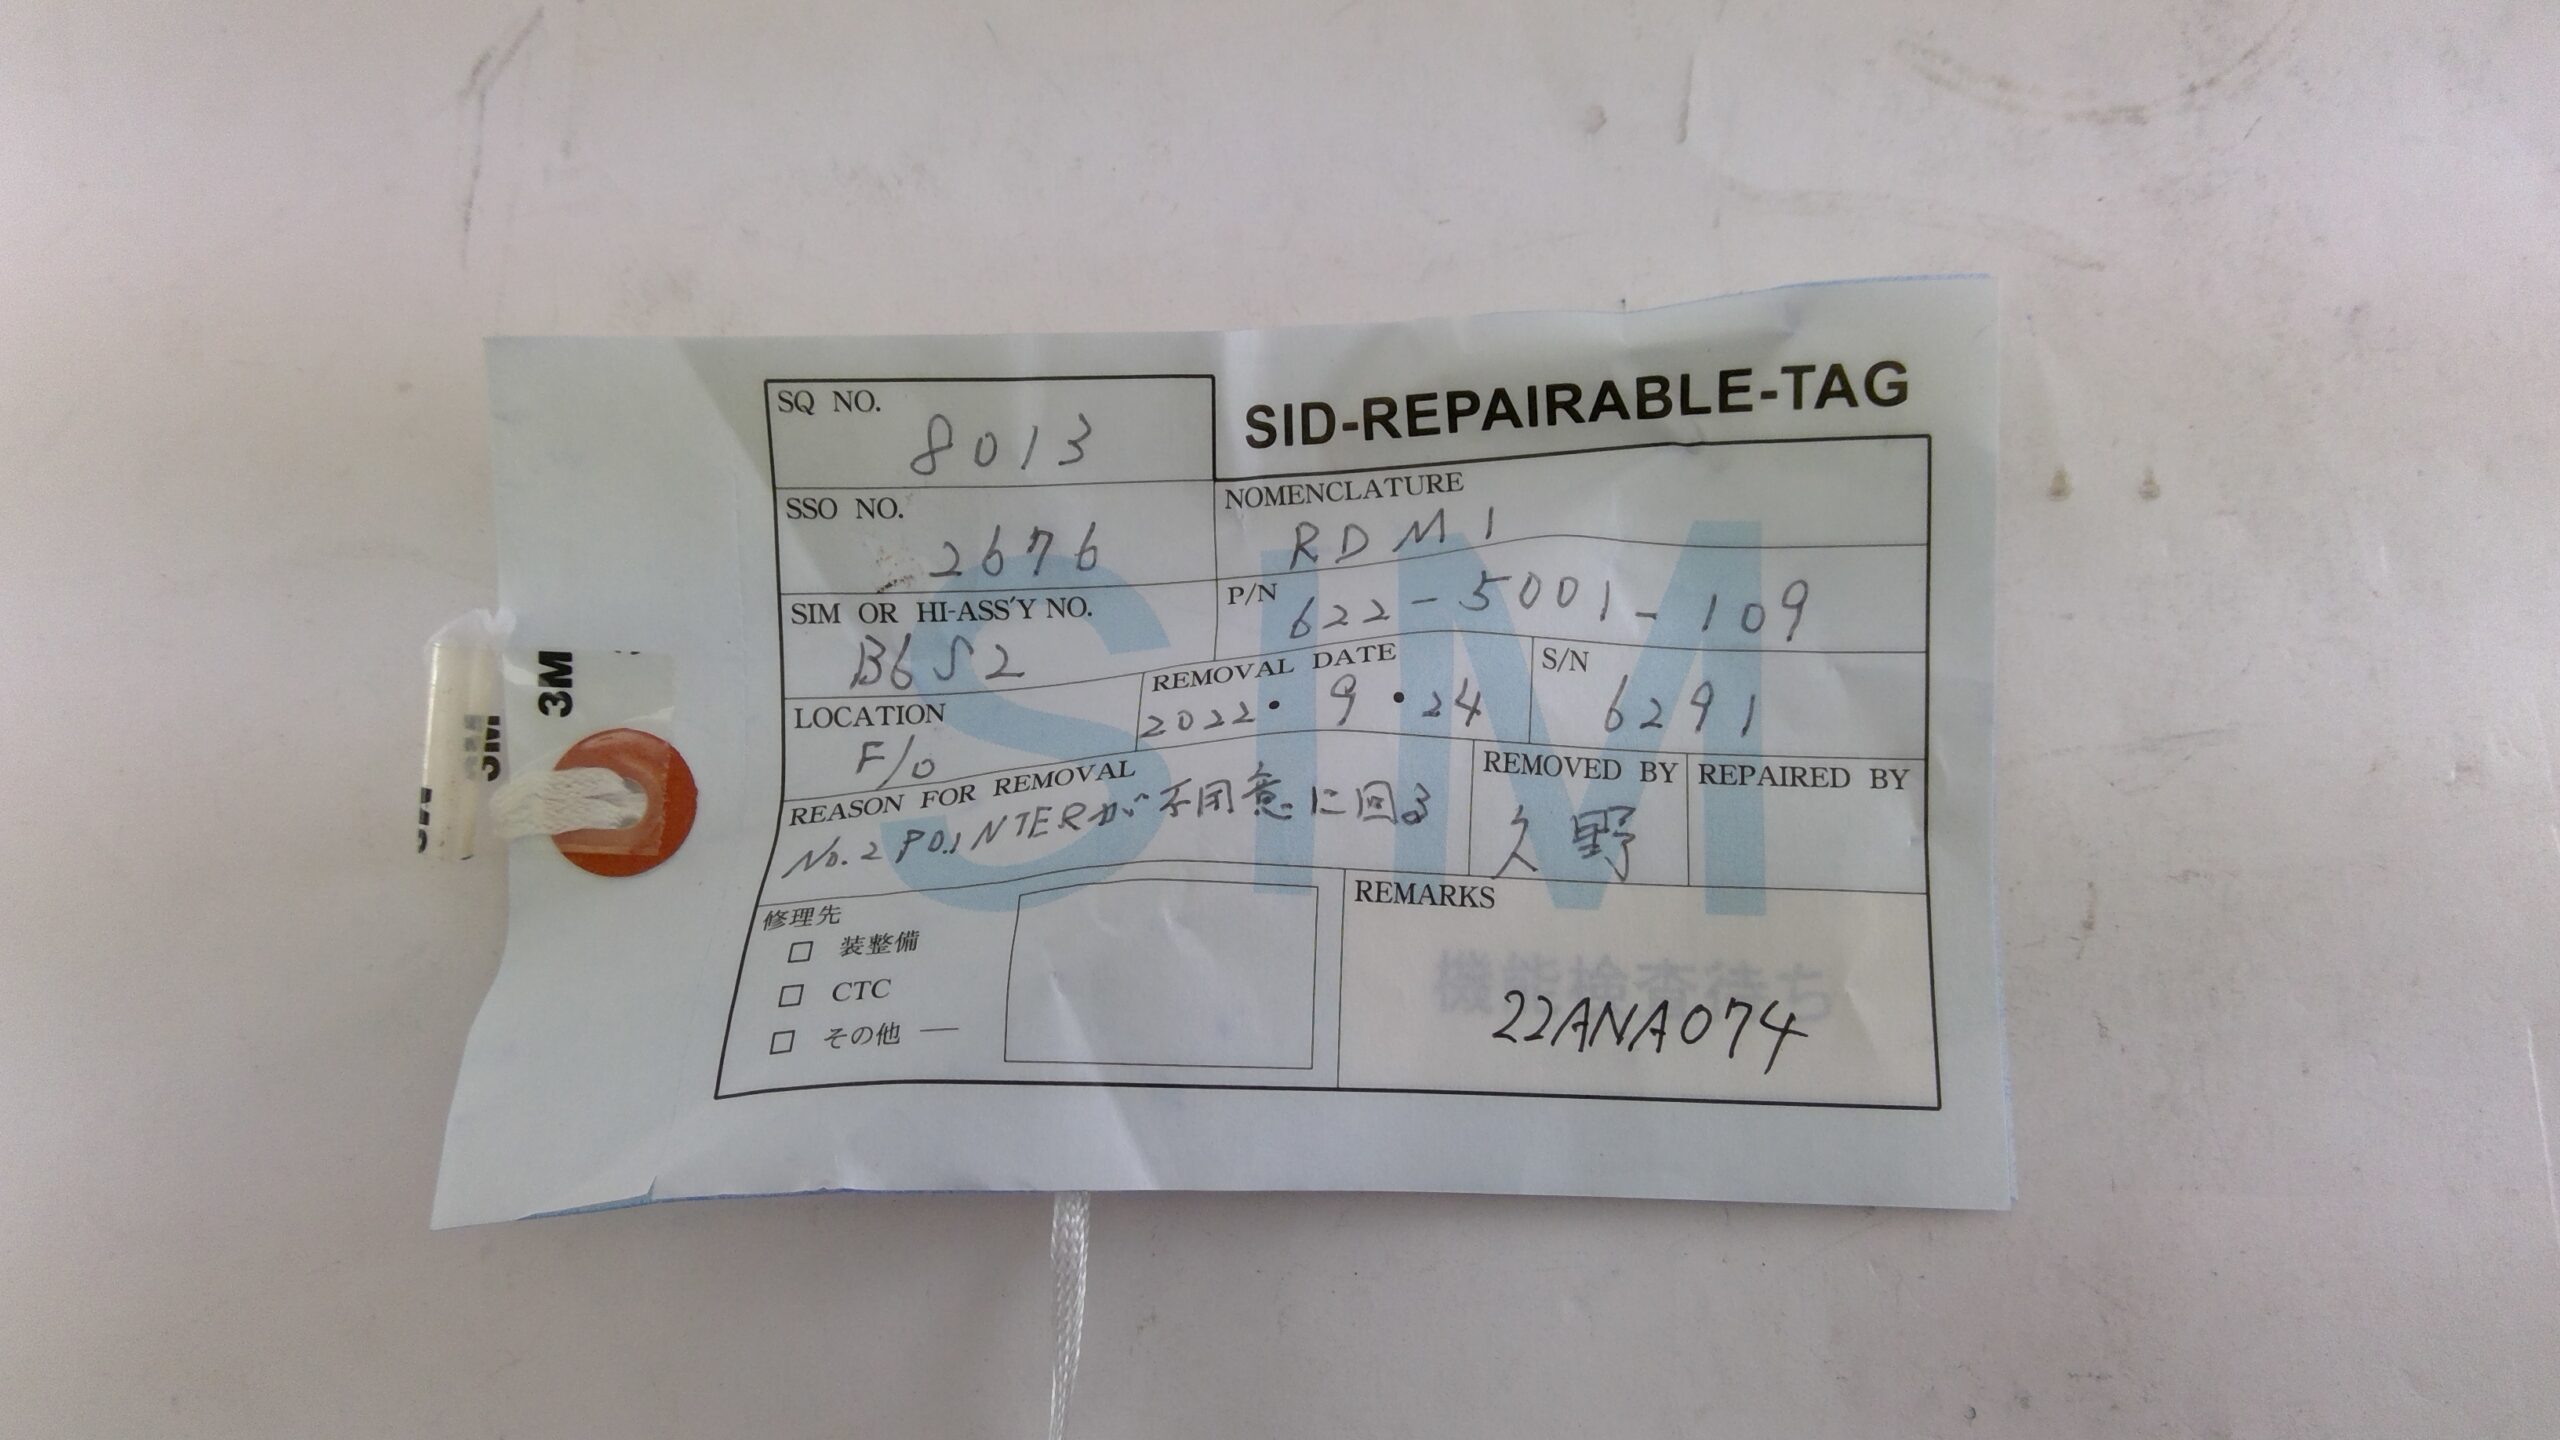 SID-REPAIRABLE-TAG
SQ NO.
8013
SSO NO.
2676
NOMENCLATURE
RDMI
P/N
622-5001-109
SIM OR HI-ASS'Y NO.
B6S2
LOCATION
F/O
REMOVAL DATE
2022・9・24
S/N
6291
REASON FOR REMOVAL
No.2 POINTERが不用意に回る
REMOVED BY
久野
REPAIRED BY
修理先
□ 装整備
□ CTC
□ その他 —
REMARKS
機能検査待ち
22ANA074
SIM
3M
3M